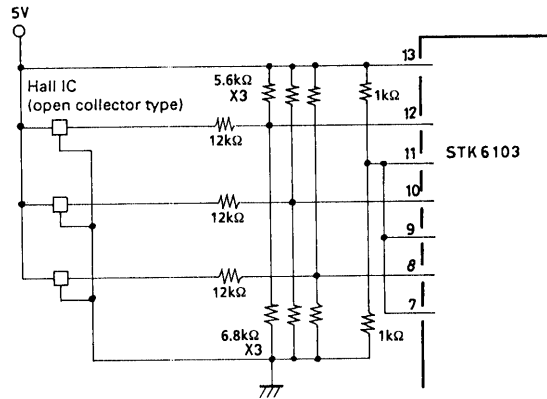 5V
13
Hall IC
(open collector type)
5.6kΩ
X3
1kΩ
12
12kΩ
11
STK6103
10
12kΩ
9
8
12kΩ
7
6.8kΩ
X3
1kΩ